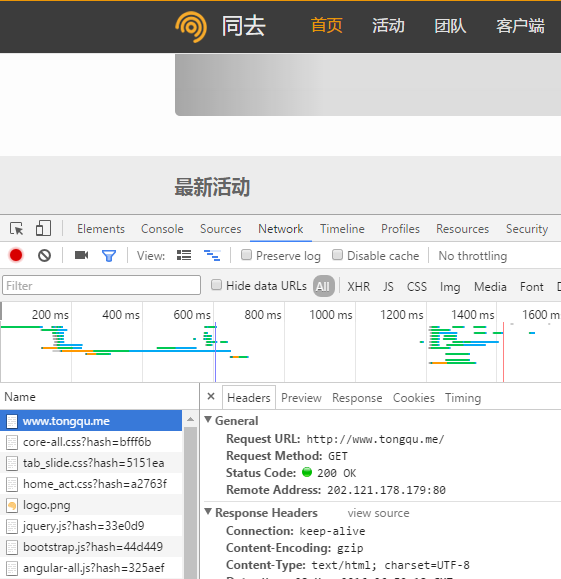 同去 首页 活动 团队 客户端
最新活动
Elements Console Sources Network Timeline Profiles Resources Security
View: Preserve log Disable cache No throttling
Filter Hide data URLs All XHR JS CSS Img Media Font
200 ms 400 ms 600 ms 800 ms 1000 ms 1200 ms 1400 ms 1600 m
Name × Headers Preview Response Cookies Timing
www.tongqu.me
core-all.css?hash=bfff6b
tab_slide.css?hash=5151ea
home_act.css?hash=a2763f
logo.png
jquery.js?hash=33e0d9
bootstrap.js?hash=44d449
angular-all.js?hash=325aef
General
Request URL: http://www.tongqu.me/
Request Method: GET
Status Code: 200 OK
Remote Address: 202.121.178.179:80
Response Headers view source
Connection: keep-alive
Content-Encoding: gzip
Content-Type: text/html; charset=UTF-8